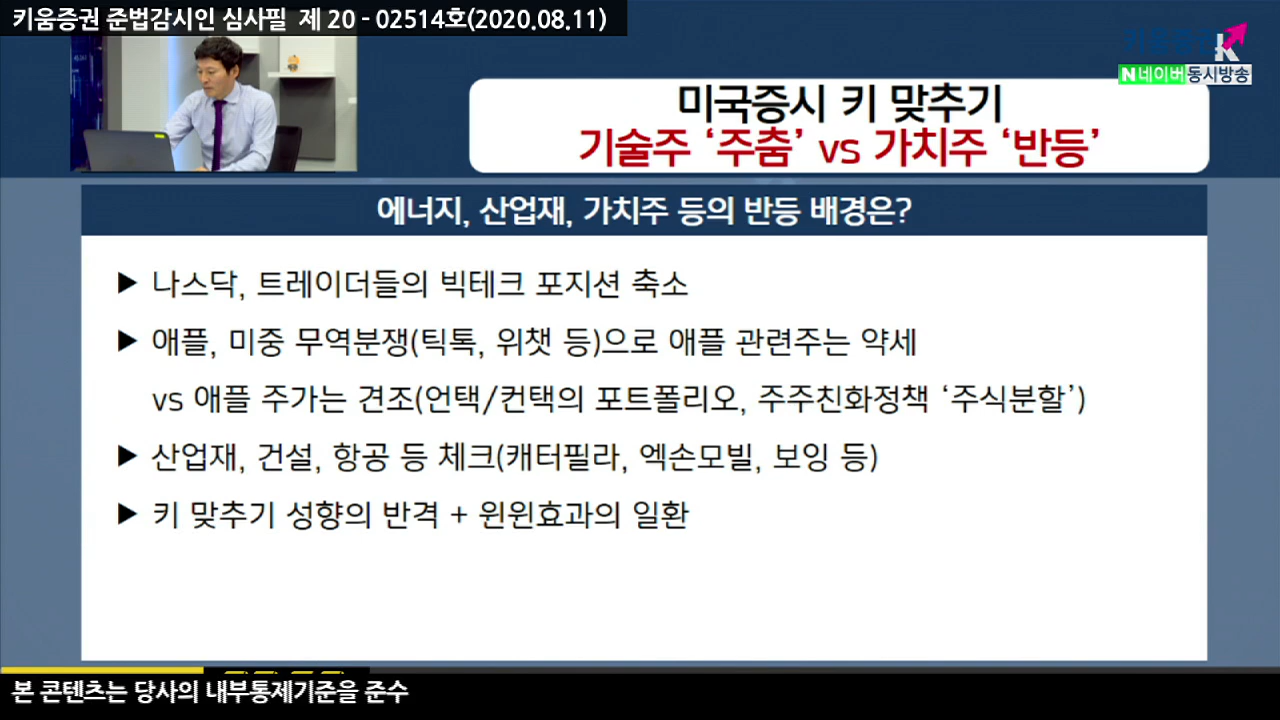 키움증권 준법감시인 심사필 제 20 - 02514호(2020.08.11)
키움증권
N네이버동시방송
미국증시 키 맞추기
기술주 ‘주춤’ vs 가치주 ‘반등’
에너지, 산업재, 가치주 등의 반등 배경은?
▶ 나스닥, 트레이더들의 빅테크 포지션 축소
▶ 애플, 미중 무역분쟁(틱톡, 위챗 등)으로 애플 관련주는 약세
vs 애플 주가는 견조(언택/컨택의 포트폴리오, 주주친화정책 ‘주식분할’)
▶ 산업재, 건설, 항공 등 체크(캐터필라, 엑손모빌, 보잉 등)
▶ 키 맞추기 성향의 반격 + 윈윈효과의 일환
본 콘텐츠는 당사의 내부통제기준을 준수